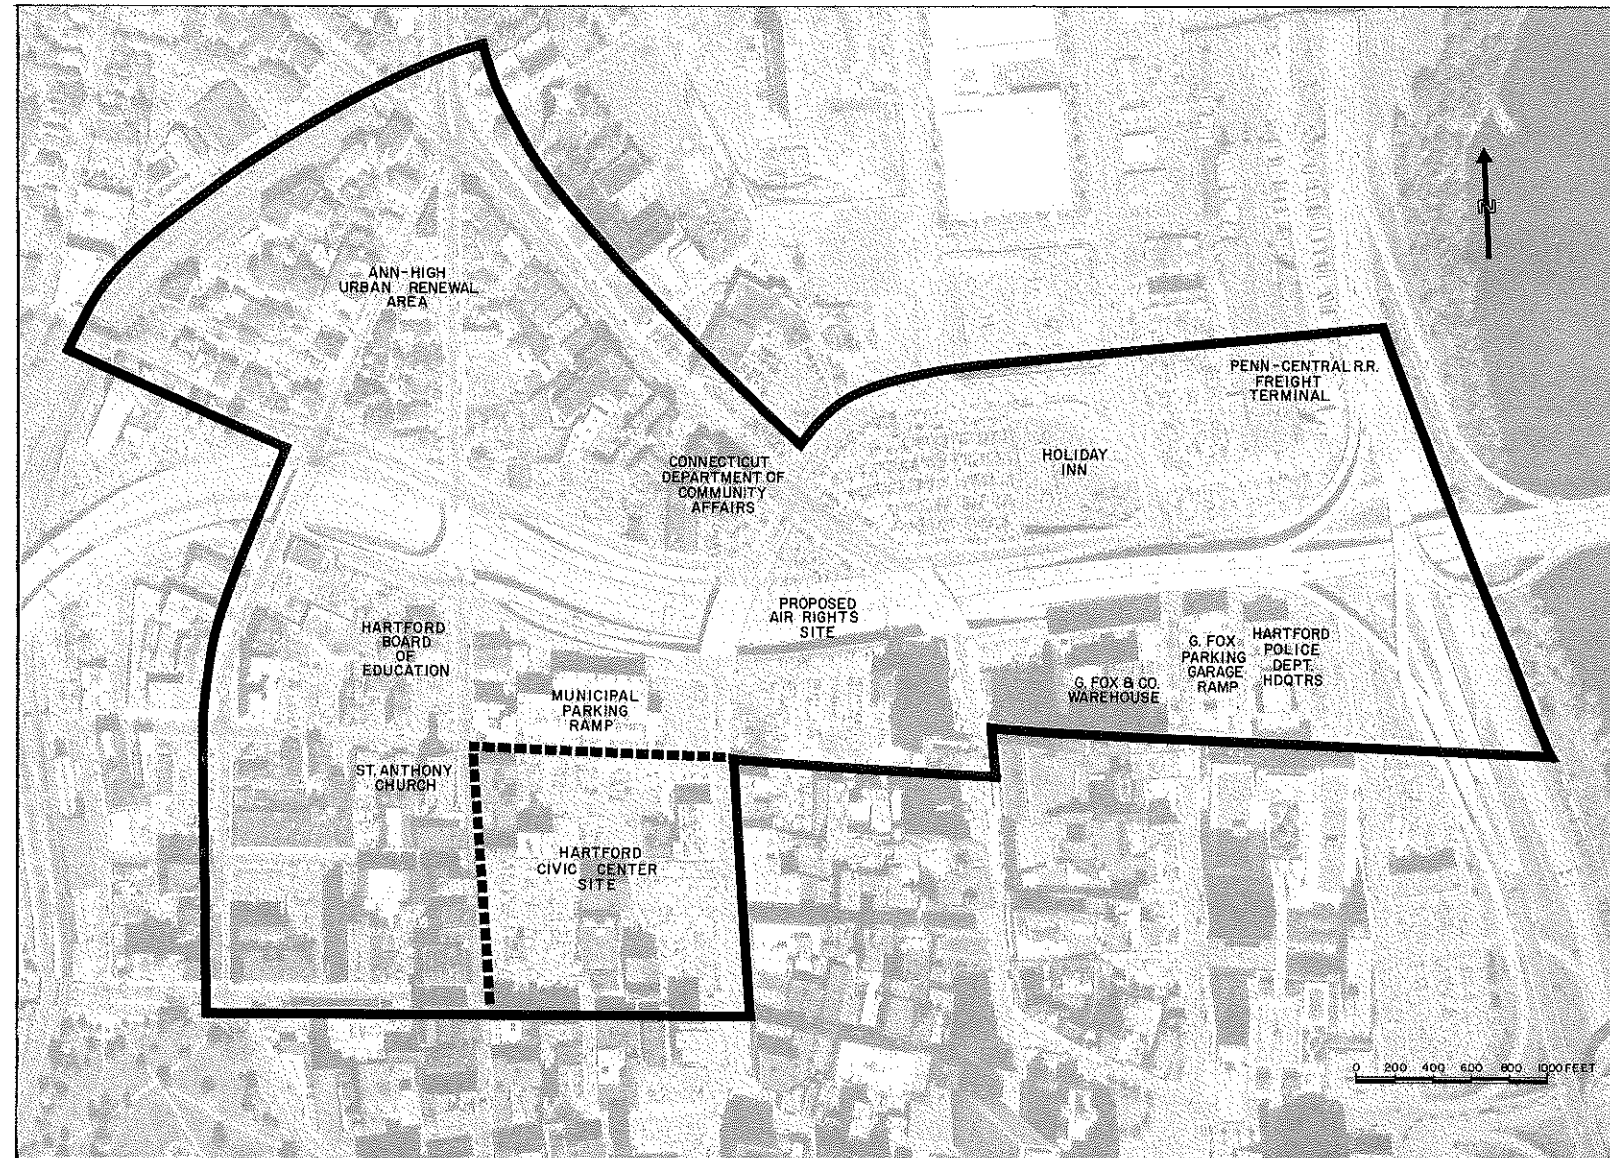 ANN-HIGH
URBAN RENEWAL
AREA
N
PENN-CENTRAL R.R.
FREIGHT
TERMINAL
CONNECTICUT
DEPARTMENT OF
COMMUNITY
AFFAIRS
HOLIDAY
INN
PROPOSED
AIR RIGHTS
SITE
HARTFORD
BOARD
OF
EDUCATION
G. FOX
PARKING
GARAGE
RAMP
HARTFORD
POLICE
DEPT.
HDQTRS
G. FOX & CO.
WAREHOUSE
MUNICIPAL
PARKING
RAMP
ST. ANTHONY
CHURCH
HARTFORD
CIVIC CENTER
SITE
0 200 400 600 800 1000 FEET